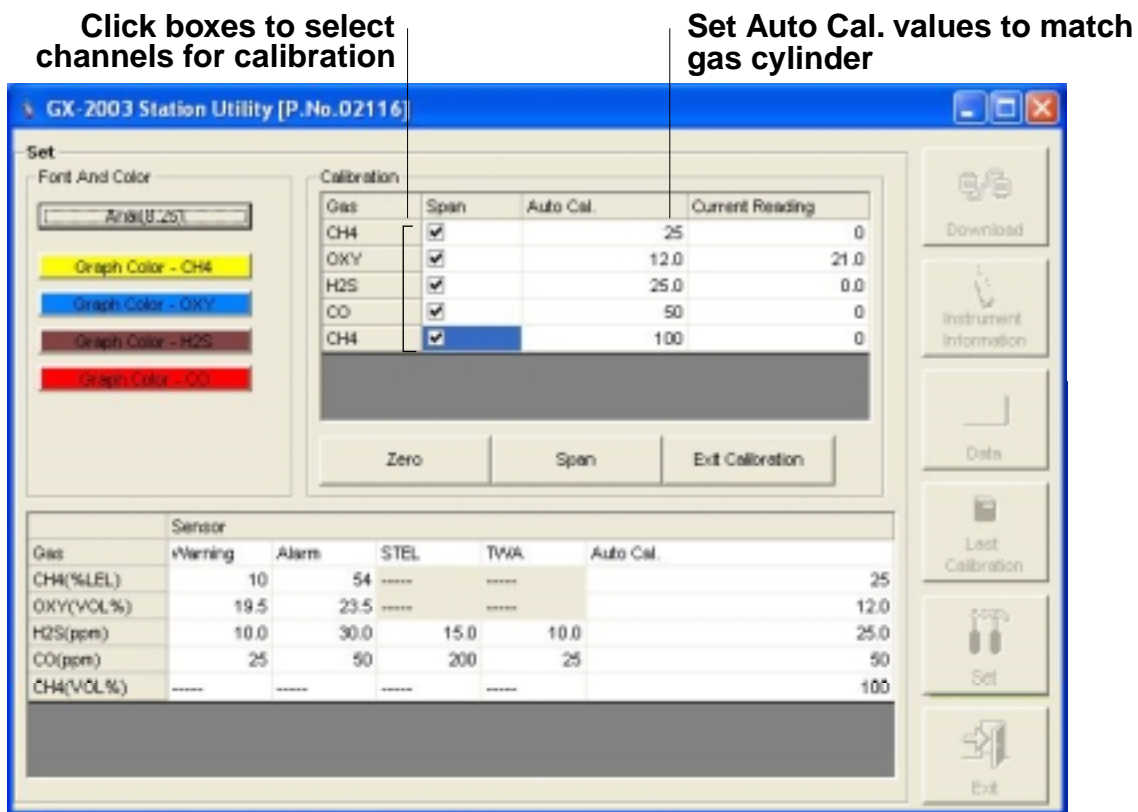 Click boxes to select
channels for calibration
Set Auto Cal. values to match
gas cylinder
GX-2003 Station Utility [P.No.02116]
Set
Font And Color
Arial(8.25)
Graph Color - CH4
Graph Color - OXY
Graph Color - H2S
Graph Color - CO
Calibration
Gas Span Auto Cal. Current Reading
CH4 25 0
OXY 12.0 21.0
H2S 25.0 0.0
CO 50 0
CH4 100 0
Zero Span Exit Calibration
Sensor
Gas Warning Alarm STEL TWA Auto Cal.
CH4(%LEL) 10 54 ----- ----- 25
OXY(VOL%) 19.5 23.5 ----- ----- 12.0
H2S(ppm) 10.0 30.0 15.0 10.0 25.0
CO(ppm) 25 50 200 25 50
CH4(VOL%) ----- ----- ----- ----- 100
Download
Instrument
Information
Data
Last
Calibration
Set
Exit